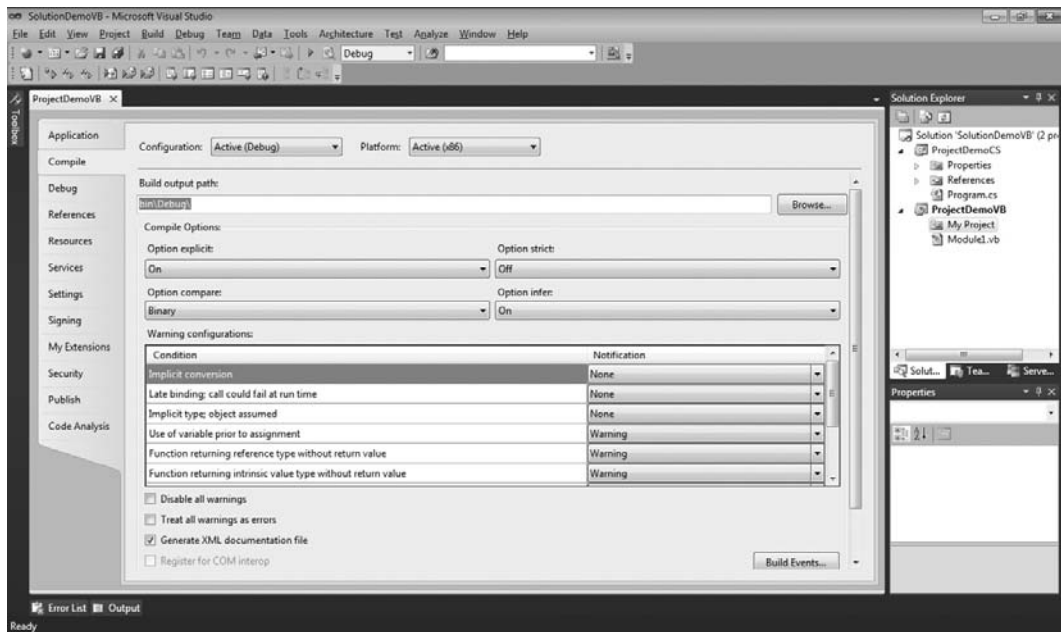 SolutionDemoVB - Microsoft Visual Studio
File Edit View Project Build Debug Team Data Tools Architecture Test Analyze Window Help
Debug
ProjectDemoVB
Toolbox
Application
Compile
Debug
References
Resources
Services
Settings
Signing
My Extensions
Security
Publish
Code Analysis
Configuration: Active (Debug) Platform: Active (x86)
Build output path:
bin\Debug\ Browse...
Compile Options:
Option explicit: Option strict:
On Off
Option compare: Option infer:
Binary On
Warning configurations:
Condition Notification
Implicit conversion None
Late binding; call could fail at run time None
Implicit type; object assumed None
Use of variable prior to assignment Warning
Function returning reference type without return value Warning
Function returning intrinsic value type without return value Warning
Disable all warnings
Treat all warnings as errors
Generate XML documentation file
Register for COM interop Build Events...
Solution Explorer
Solution 'SolutionDemoVB' (2 pr
ProjectDemoCS
Properties
References
Program.cs
ProjectDemoVB
My Project
Module1.vb
Solut... Tea... Serve...
Properties
Error List Output
Ready